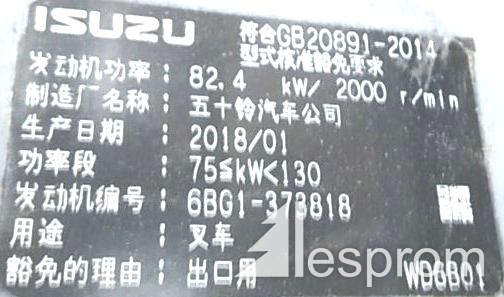 ISUZU 符合GB20891-2014
型式核准豁免要求
发动机功率: 82.4 kW/ 2000 r/min
制造厂名称: 五十铃汽车公司
生产日期: 2018/01
功率段: 75≦kW<130
发动机编号: 6BG1-373818
用途: 叉车
豁免的理由: 出口用 WDGB01
lesprom